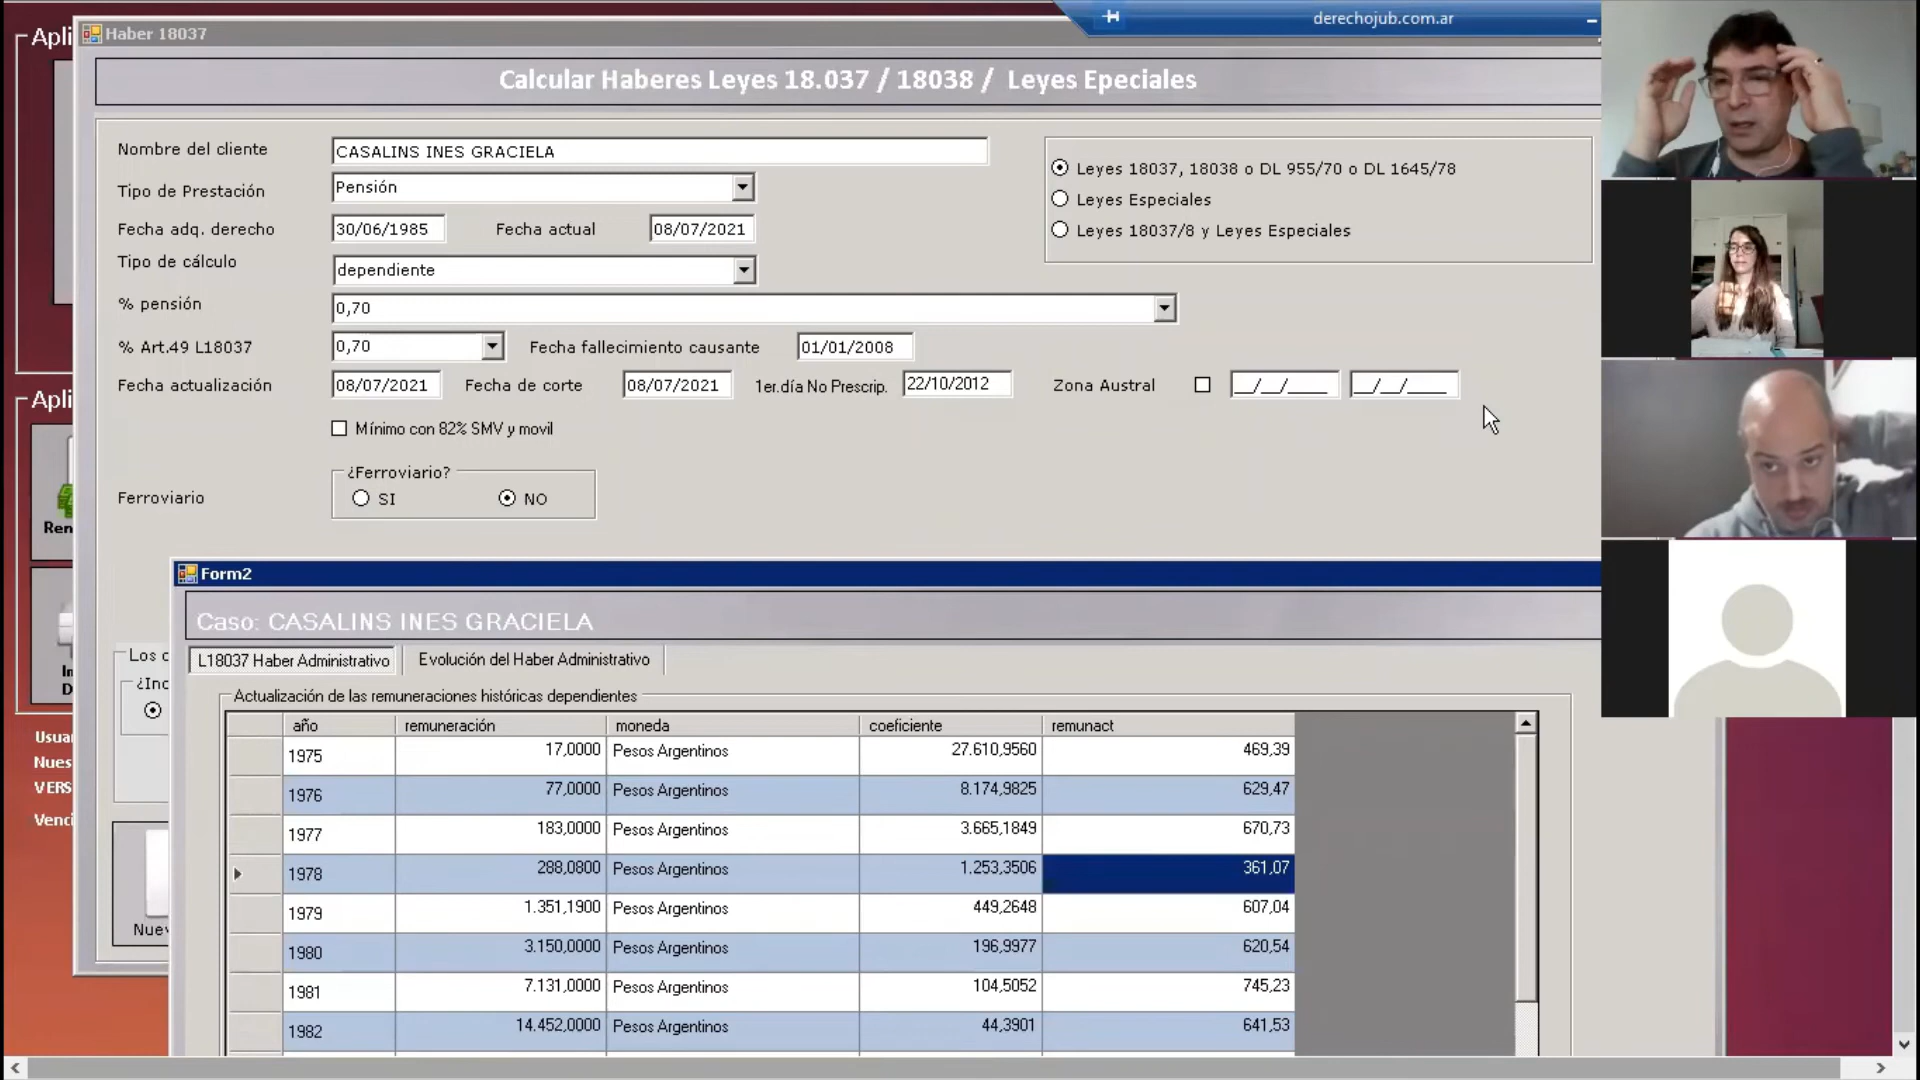 derechojub.com.ar
Apli
Haber 18037
Calcular Haberes Leyes 18.037 / 18038 / Leyes Epeciales
Nombre del cliente CASALINS INES GRACIELA
Tipo de Prestación Pensión
Fecha adq. derecho 30/06/1985 Fecha actual 08/07/2021
Tipo de cálculo dependiente
% pensión 0,70
% Art.49 L18037 0,70 Fecha fallecimiento causante 01/01/2008
Fecha actualización 08/07/2021 Fecha de corte 08/07/2021 1er.día No Prescrip. 22/10/2012 Zona Austral __/__/____ __/__/____
Leyes 18037, 18038 o DL 955/70 o DL 1645/78
Leyes Especiales
Leyes 18037/8 y Leyes Especiales
Mínimo con 82% SMV y movil
¿Ferroviario?
Ferroviario SI NO
Apli
Ren
Form2
Caso: CASALINS INES GRACIELA
Los c
¿Inc
L18037 Haber Administrativo Evolución del Haber Administrativo
Actualización de las remuneraciones históricas dependientes
año remuneración moneda coeficiente remunact
1975 17,0000 Pesos Argentinos 27.610,9560 469,39
1976 77,0000 Pesos Argentinos 8.174,9825 629,47
1977 183,0000 Pesos Argentinos 3.665,1849 670,73
1978 288,0800 Pesos Argentinos 1.253,3506 361,07
1979 1.351,1900 Pesos Argentinos 449,2648 607,04
1980 3.150,0000 Pesos Argentinos 196,9977 620,54
1981 7.131,0000 Pesos Argentinos 104,5052 745,23
1982 14.452,0000 Pesos Argentinos 44,3901 641,53
In
D
Usua
Nues
VERS
Venci
Nuev